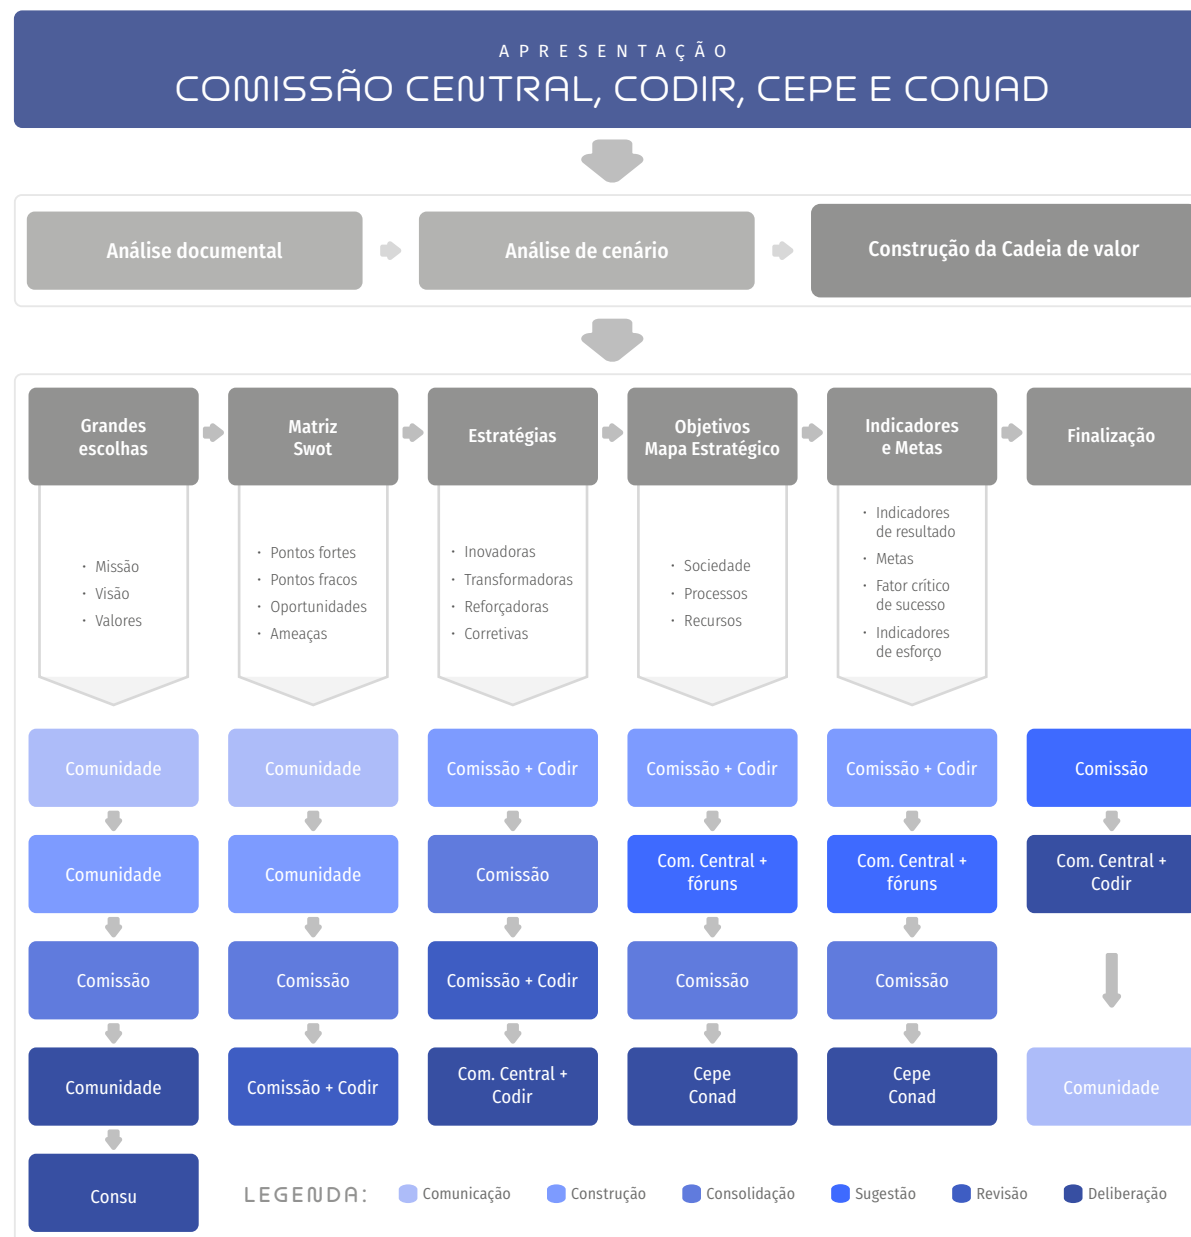 APRESENTAÇÃO
COMISSÃO CENTRAL, CODIR, CEPE E CONAD
Análise documental
Análise de cenário
Construção da Cadeia de valor
Grandes
escolhas
Matriz
Swot
Estratégias
Objetivos
Mapa Estratégico
Indicadores
e Metas
Finalização
· Missão
· Visão
· Valores
· Pontos fortes
· Pontos fracos
· Oportunidades
· Ameaças
· Inovadoras
· Transformadoras
· Reforçadoras
· Corretivas
· Sociedade
· Processos
· Recursos
· Indicadores
de resultado
· Metas
· Fator crítico
de sucesso
· Indicadores
de esforço
Comunidade
Comunidade
Comissão + Codir
Comissão + Codir
Comissão + Codir
Comissão
Comunidade
Comunidade
Comissão
Com. Central +
fóruns
Com. Central +
fóruns
Com. Central +
Codir
Comissão
Comissão
Comissão + Codir
Comissão
Comissão
Comunidade
Comissão + Codir
Com. Central +
Codir
Cepe
Conad
Cepe
Conad
Comunidade
Consu
LEGENDA:
Comunicação
Construção
Consolidação
Sugestão
Revisão
Deliberação